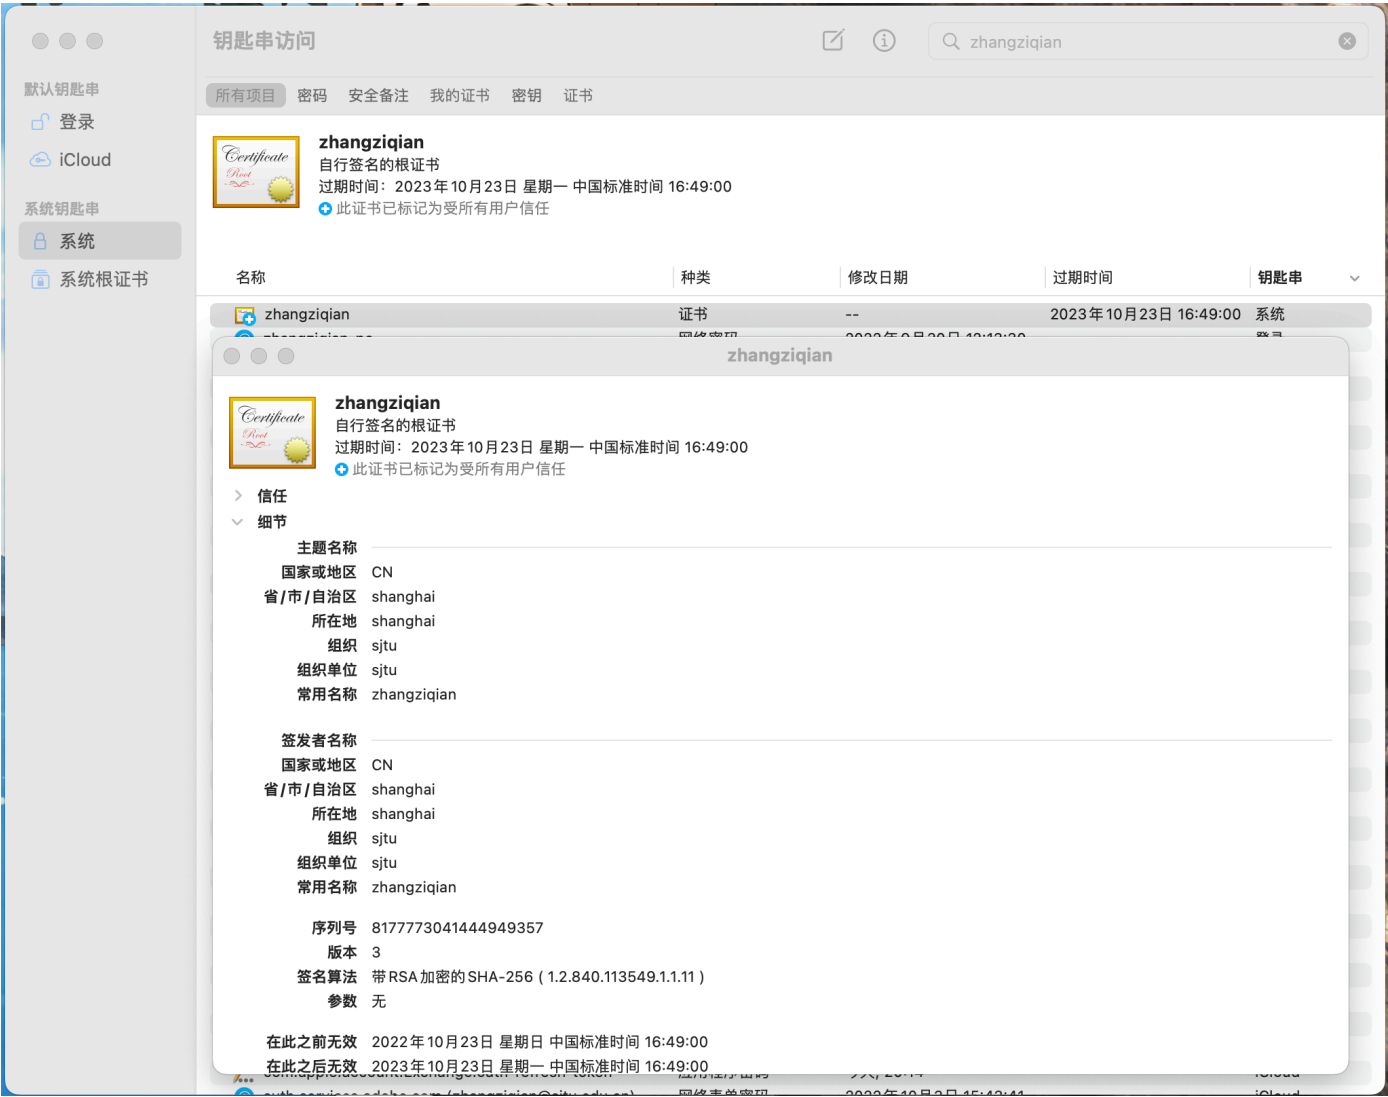 钥匙串访问
zhangziqian
默认钥匙串
登录
iCloud
系统钥匙串
系统
系统根证书
所有项目 密码 安全备注 我的证书 密钥 证书
Certificate
Root
zhangziqian
自行签名的根证书
过期时间：2023年10月23日 星期一 中国标准时间 16:49:00
此证书已标记为受所有用户信任
名称 种类 修改日期 过期时间 钥匙串
zhangziqian 证书 -- 2023年10月23日 16:49:00 系统
zhangziqian
Certificate
Root
zhangziqian
自行签名的根证书
过期时间：2023年10月23日 星期一 中国标准时间 16:49:00
此证书已标记为受所有用户信任
信任
细节
主题名称
国家或地区 CN
省/市/自治区 shanghai
所在地 shanghai
组织 sjtu
组织单位 sjtu
常用名称 zhangziqian
签发者名称
国家或地区 CN
省/市/自治区 shanghai
所在地 shanghai
组织 sjtu
组织单位 sjtu
常用名称 zhangziqian
序列号 8177773041444949357
版本 3
签名算法 带 RSA 加密的 SHA-256 ( 1.2.840.113549.1.1.11 )
参数 无
在此之前无效 2022年10月23日 星期日 中国标准时间 16:49:00
在此之后无效 2023年10月23日 星期一 中国标准时间 16:49:00